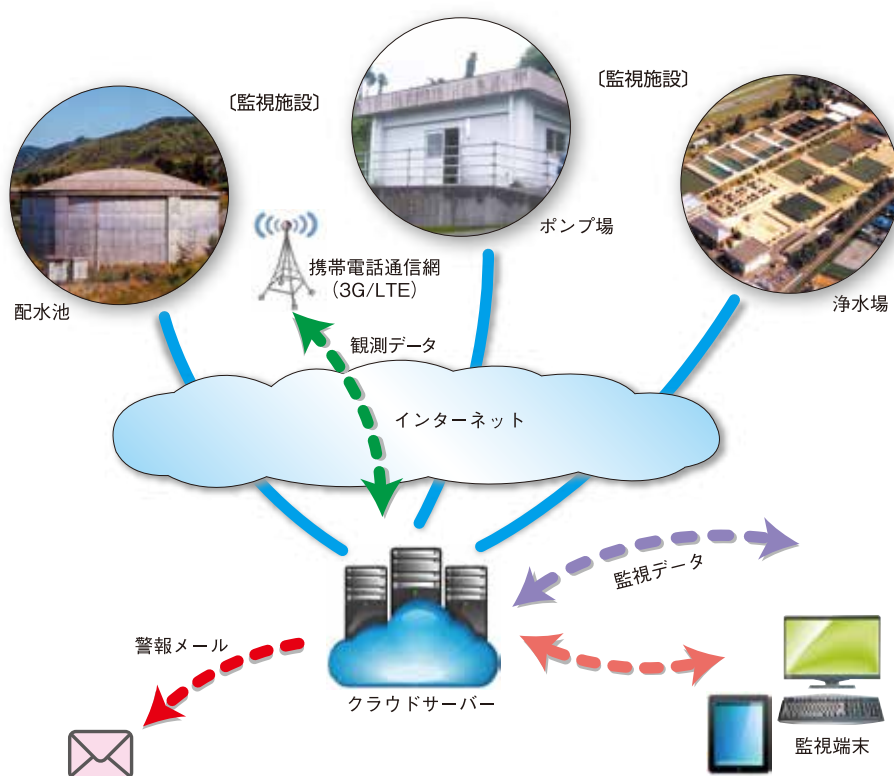 〔監視施設〕
〔監視施設〕
ポンプ場
携帯電話通信網
(3G/LTE)
配水池
浄水場
観測データ
インターネット
監視データ
警報メール
クラウドサーバー
監視端末